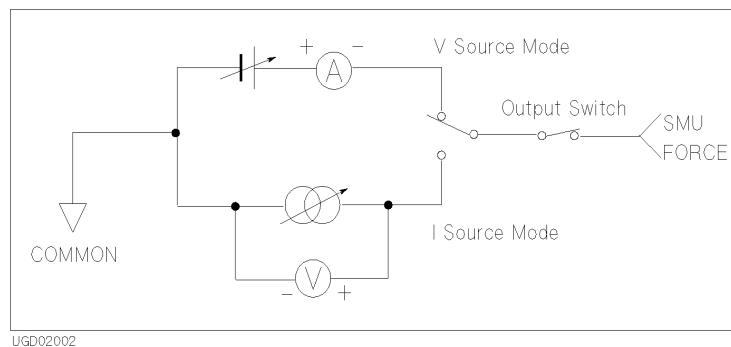 + A - V Source Mode
Output Switch
SMU
FORCE
I Source Mode
COMMON
- V +
UGD02002